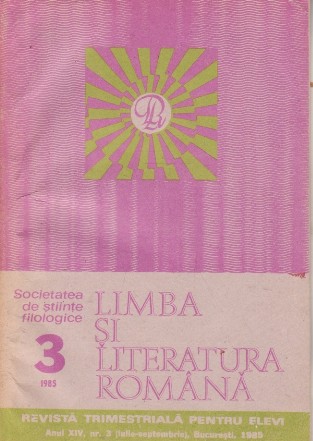 Societatea
de științe
filologice
3
1985
LIMBA
ȘI
LITERATURA
ROMÂNĂ
REVISTĂ TRIMESTRIALĂ PENTRU ELEVI
Anul XIV, nr. 3 (iulie-septembrie), București, 1985